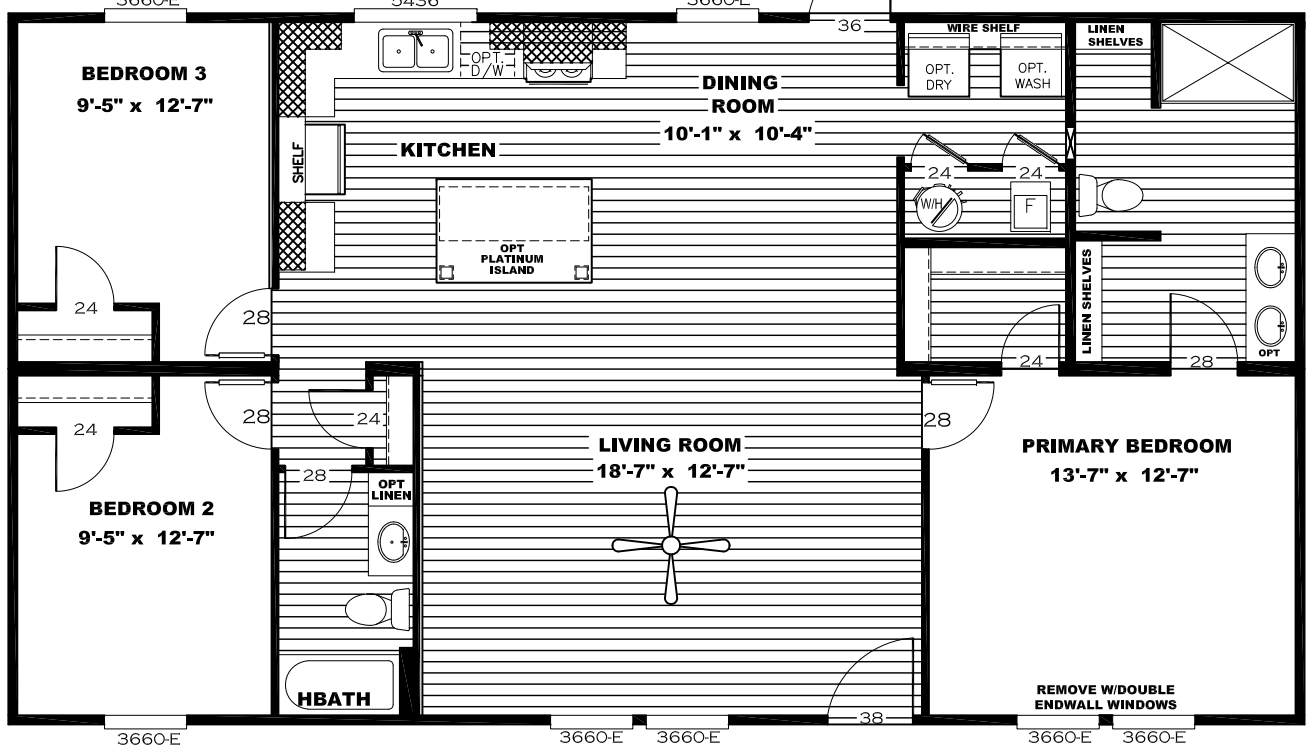 3660-E
5436
3660-E
36
WIRE SHELF
LINEN
SHELVES
BEDROOM 3
9'-5" x 12'-7"
OPT.
D/W
DINING
ROOM
10'-1" x 10'-4"
OPT.
DRY
OPT.
WASH
SHELF
KITCHEN
24
24
W/H
F
OPT
PLATINUM
ISLAND
LINEN SHELVES
24
28
24
28
OPT
24
28
24
28
LIVING ROOM
18'-7" x 12'-7"
PRIMARY BEDROOM
13'-7" x 12'-7"
28
OPT
LINEN
BEDROOM 2
9'-5" x 12'-7"
HBATH
REMOVE W/DOUBLE
ENDWALL WINDOWS
38
3660-E
3660-E
3660-E
3660-E
3660-E